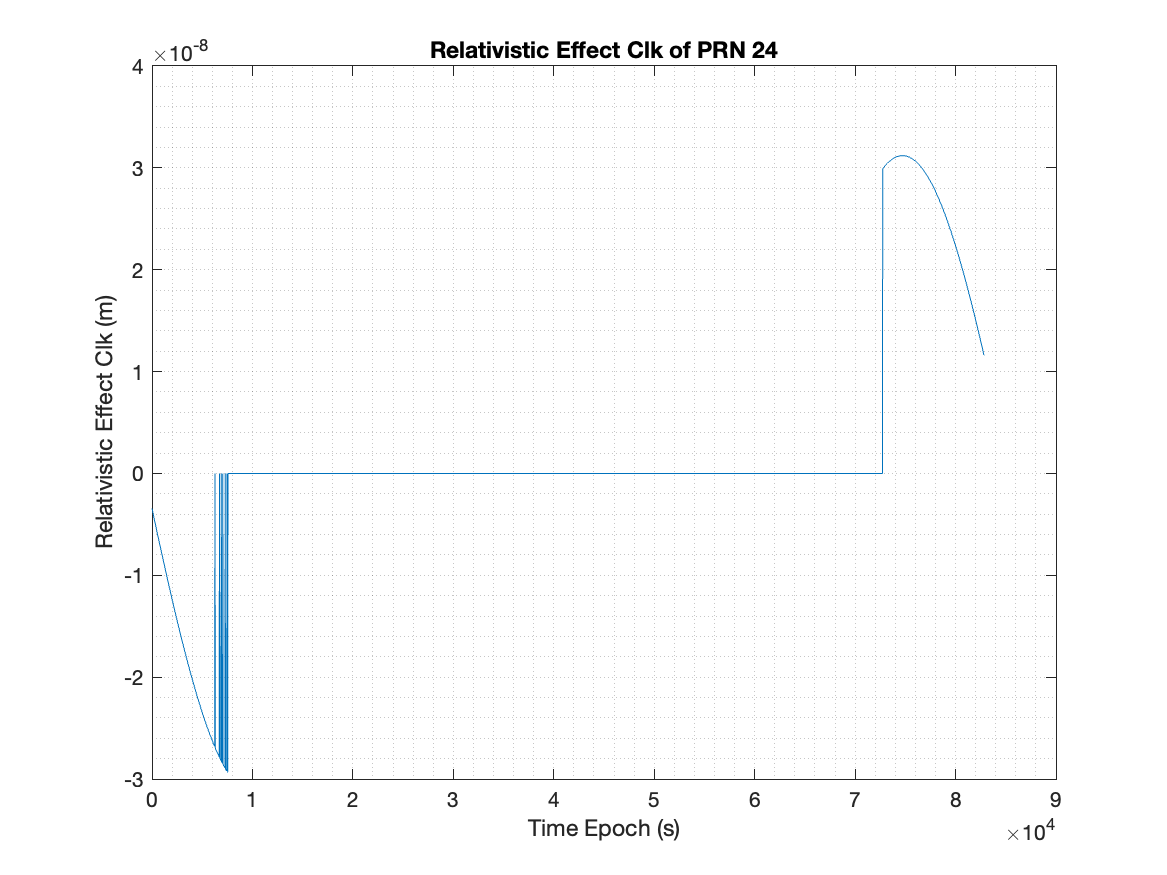 Relativistic Effect Clk of PRN 24
×10⁻⁸
4
3
2
1
0
-1
-2
-3
Relativistic Effect Clk (m)
0 1 2 3 4 5 6 7 8 9
Time Epoch (s)
×10⁴